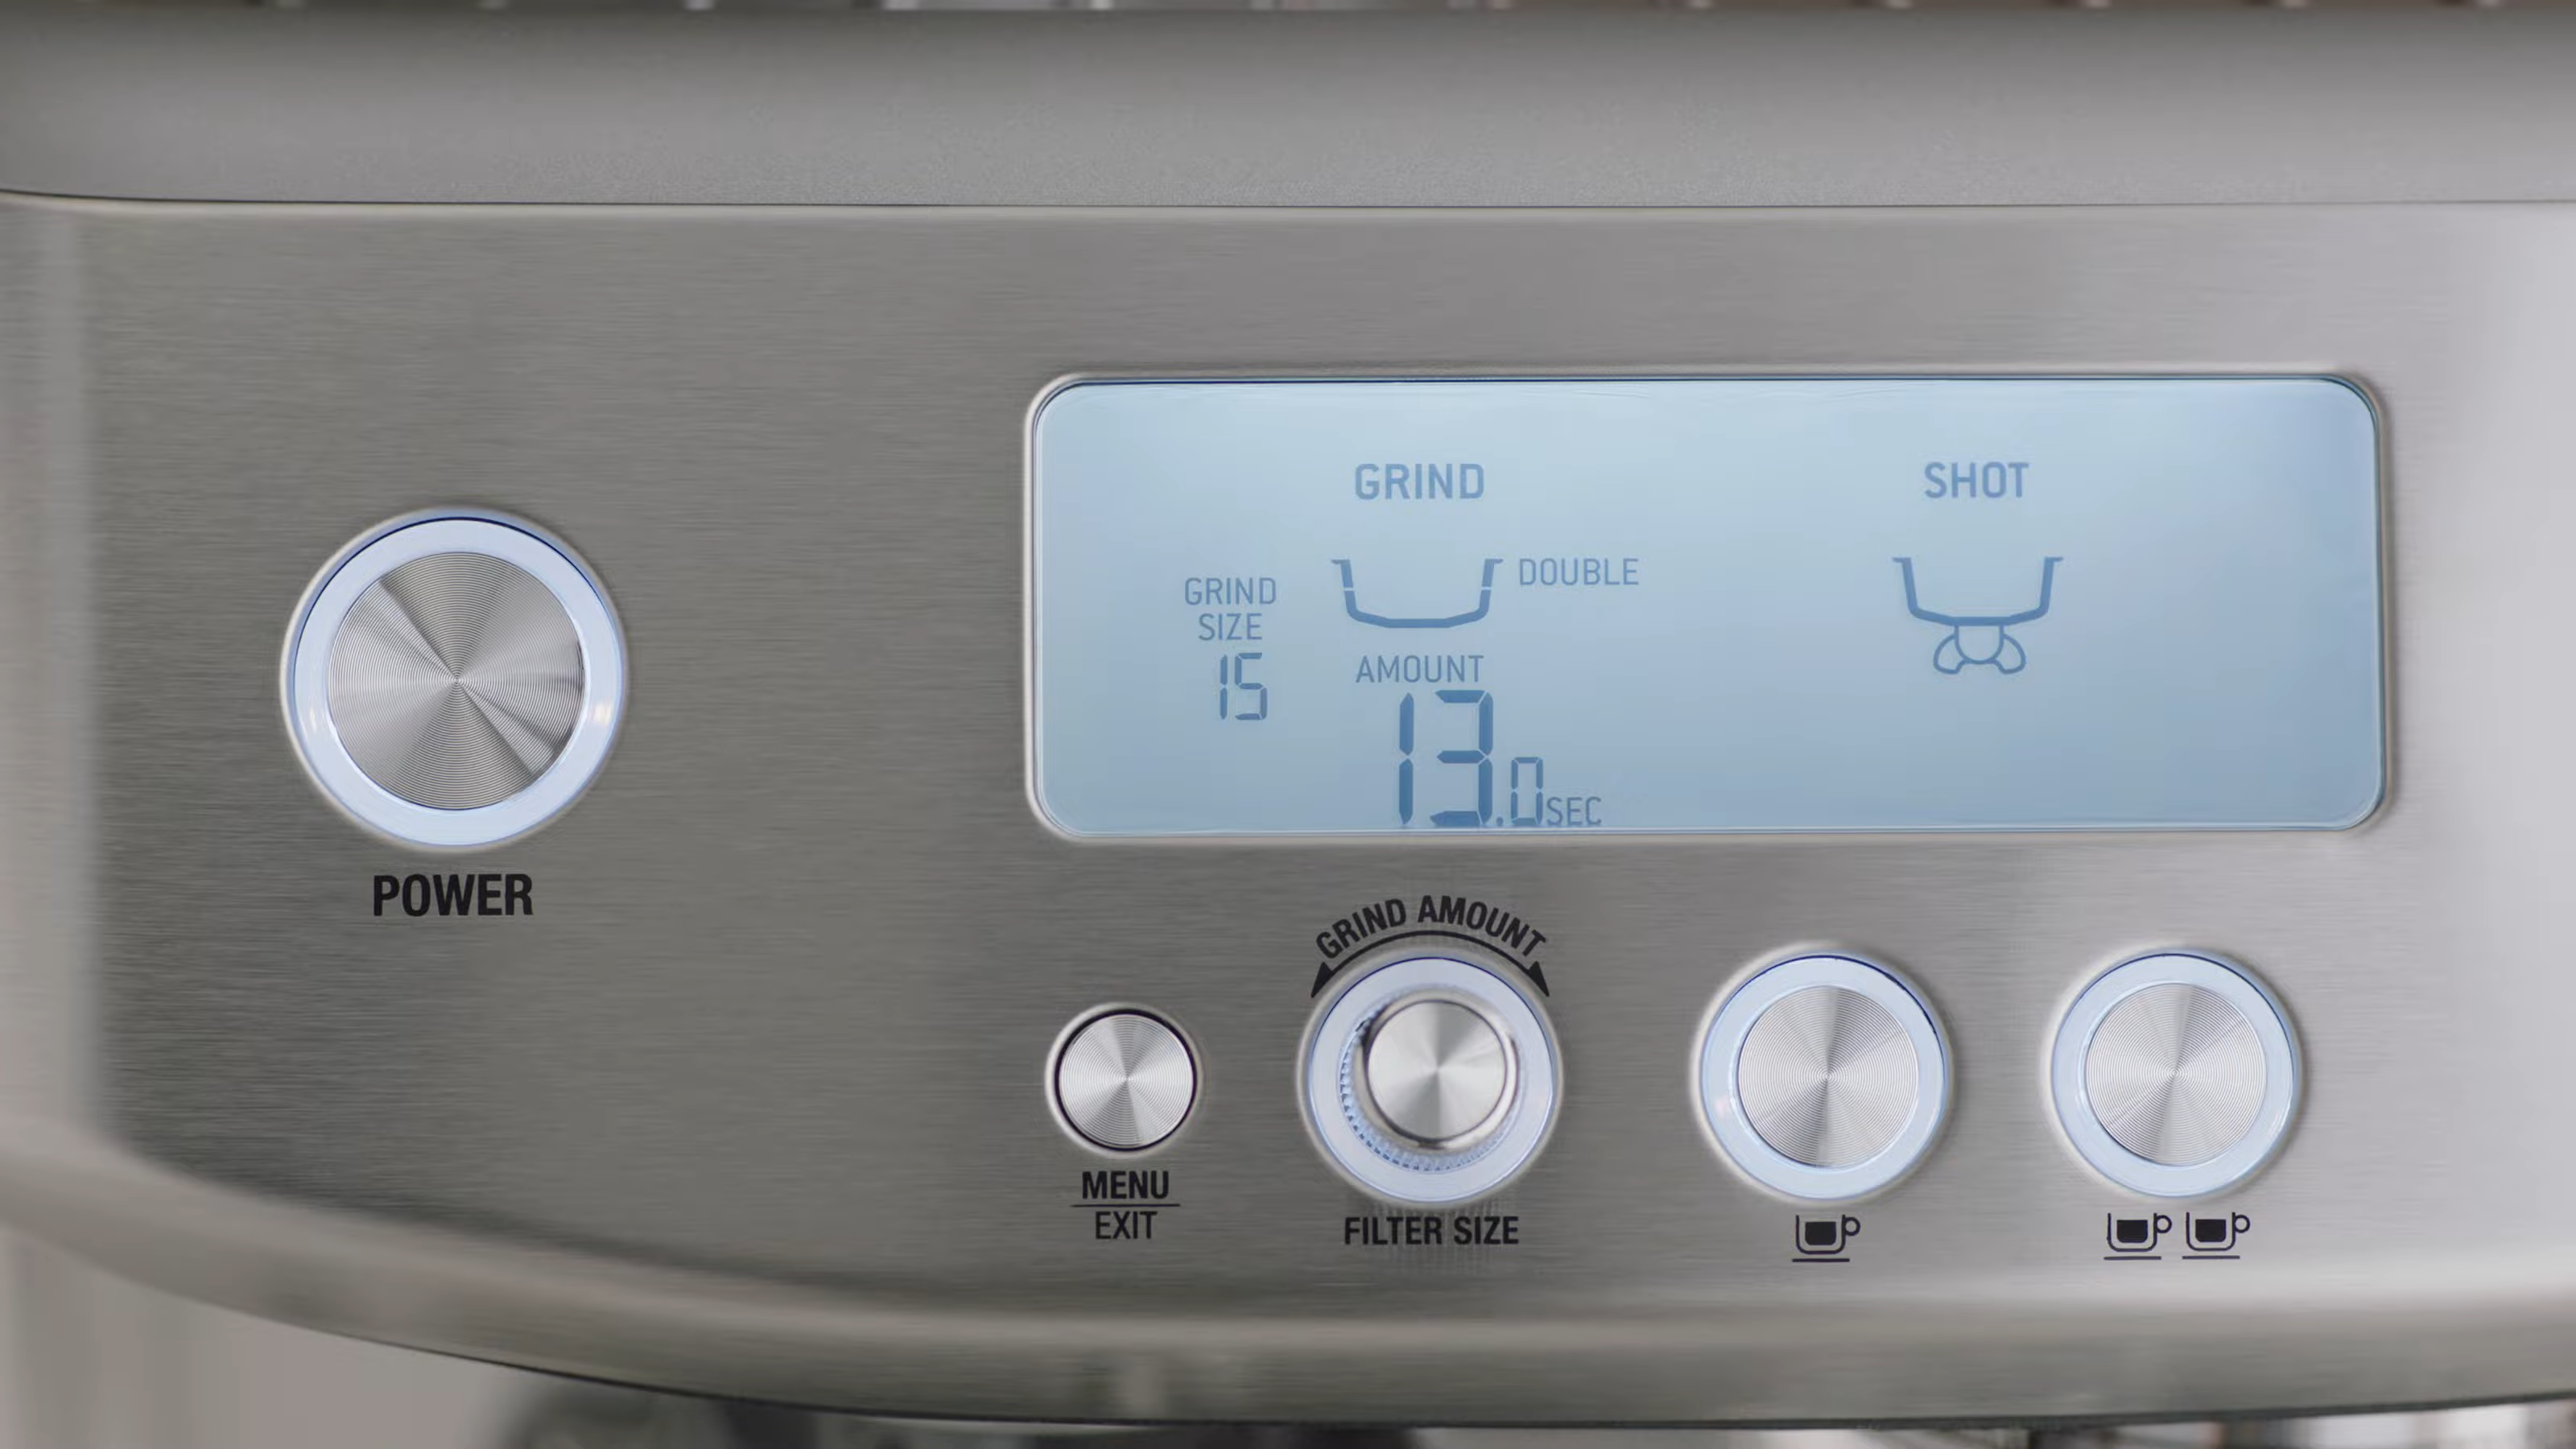 GRIND
SHOT
DOUBLE
GRIND
SIZE
15
AMOUNT
13.0SEC
POWER
GRIND AMOUNT
MENU
EXIT
FILTER SIZE